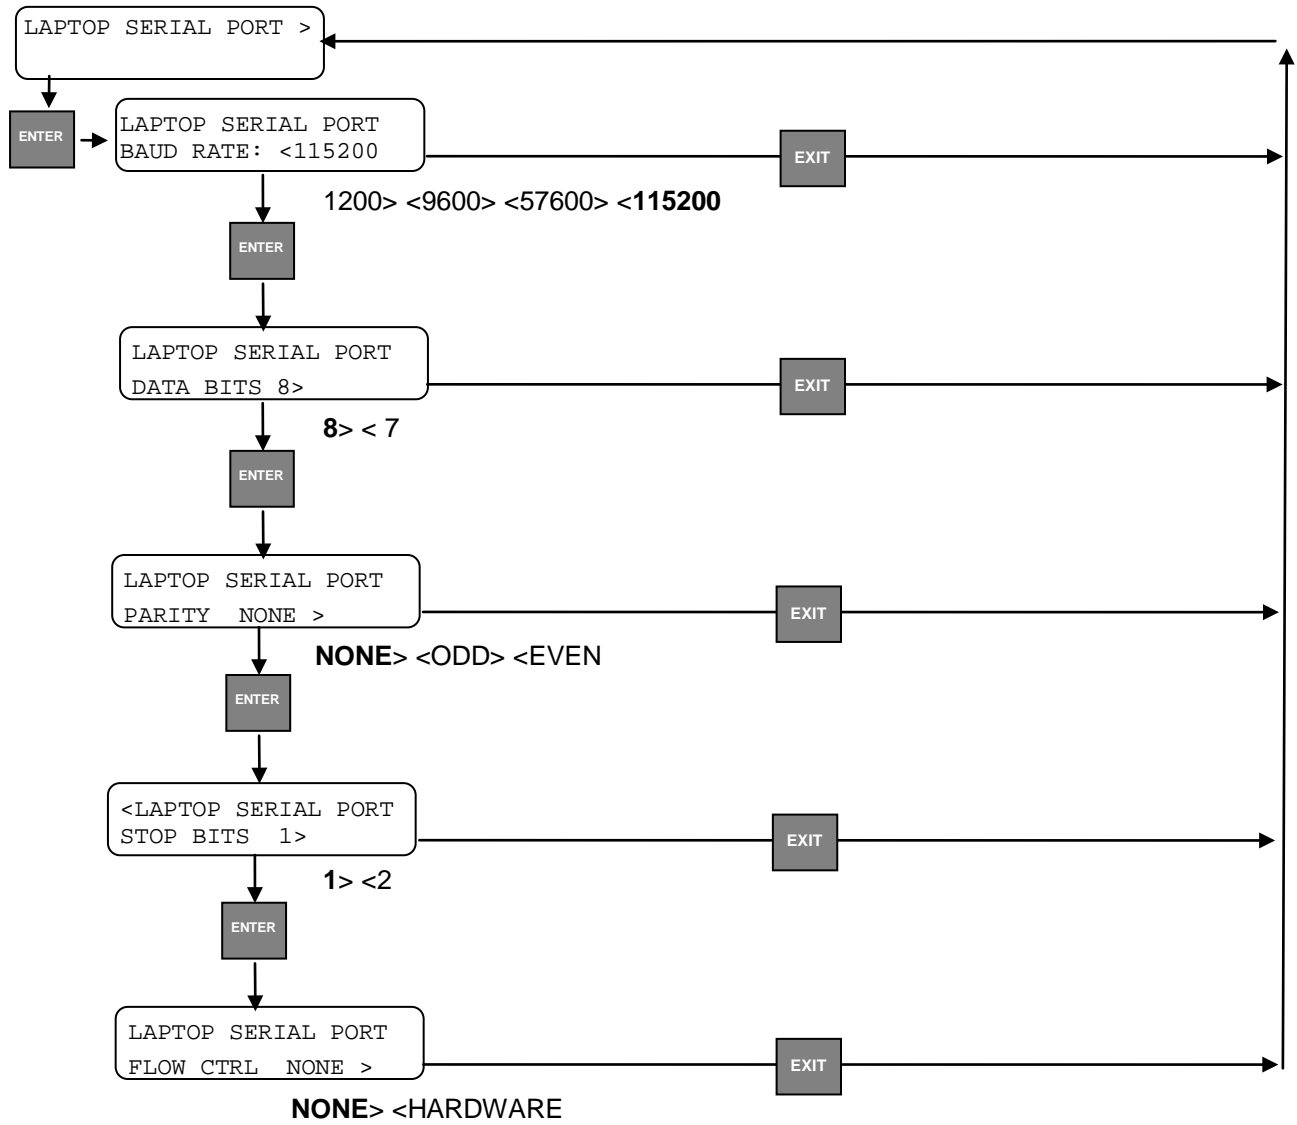 LAPTOP SERIAL PORT >
ENTER
LAPTOP SERIAL PORT
BAUD RATE: <115200
EXIT
1200> <9600> <57600> <115200
ENTER
LAPTOP SERIAL PORT
DATA BITS 8>
EXIT
8> < 7
ENTER
LAPTOP SERIAL PORT
PARITY NONE >
EXIT
NONE> <ODD> <EVEN
ENTER
<LAPTOP SERIAL PORT
STOP BITS 1>
EXIT
1> <2
ENTER
LAPTOP SERIAL PORT
FLOW CTRL NONE >
EXIT
NONE> <HARDWARE